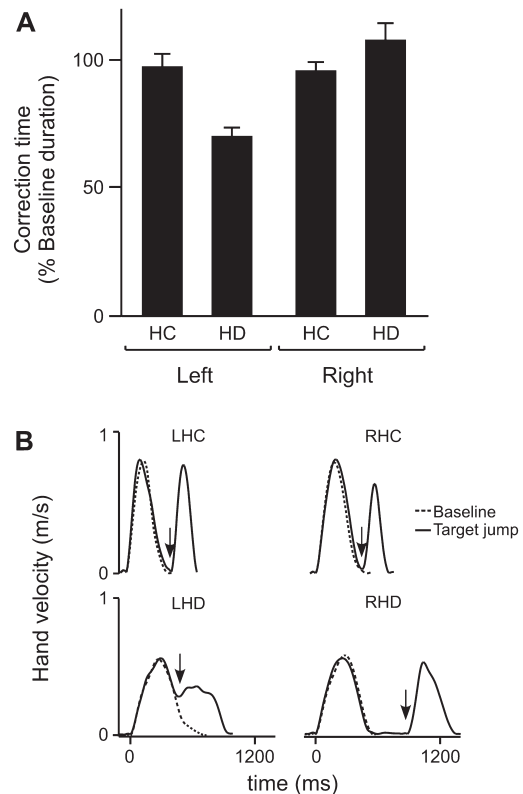 A
Correction time
(% Baseline duration)
100
50
0
HC HD HC HD
Left Right
B
Hand velocity (m/s)
1 LHC RHC
Baseline
Target jump
0
1 LHD RHD
0
0 1200 0 1200
time (ms)